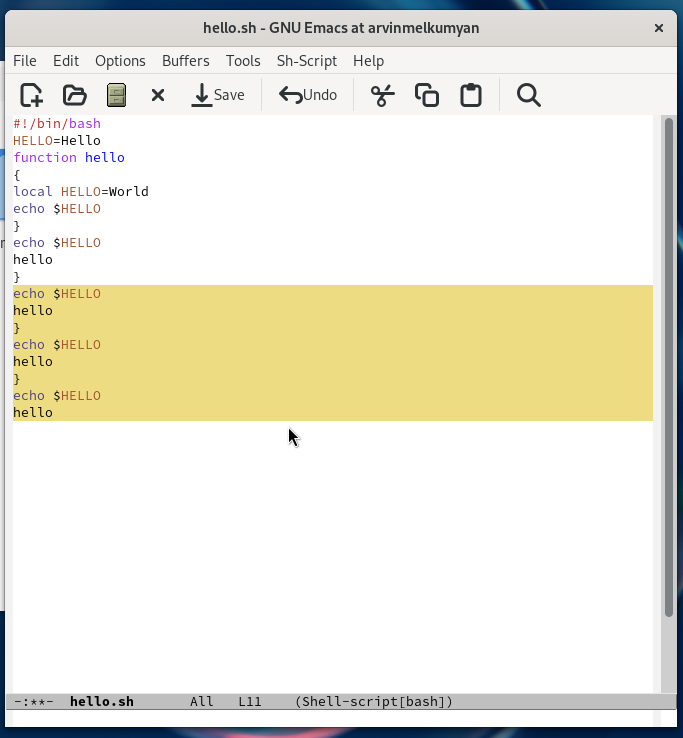 hello.sh - GNU Emacs at arvinmelkumyan
File Edit Options Buffers Tools Sh-Script Help
Save Undo
#!/bin/bash
HELLO=Hello
function hello
{
local HELLO=World
echo $HELLO
}
echo $HELLO
hello
}
echo $HELLO
hello
}
echo $HELLO
hello
}
echo $HELLO
hello
-:**- hello.sh All L11 (Shell-script[bash])